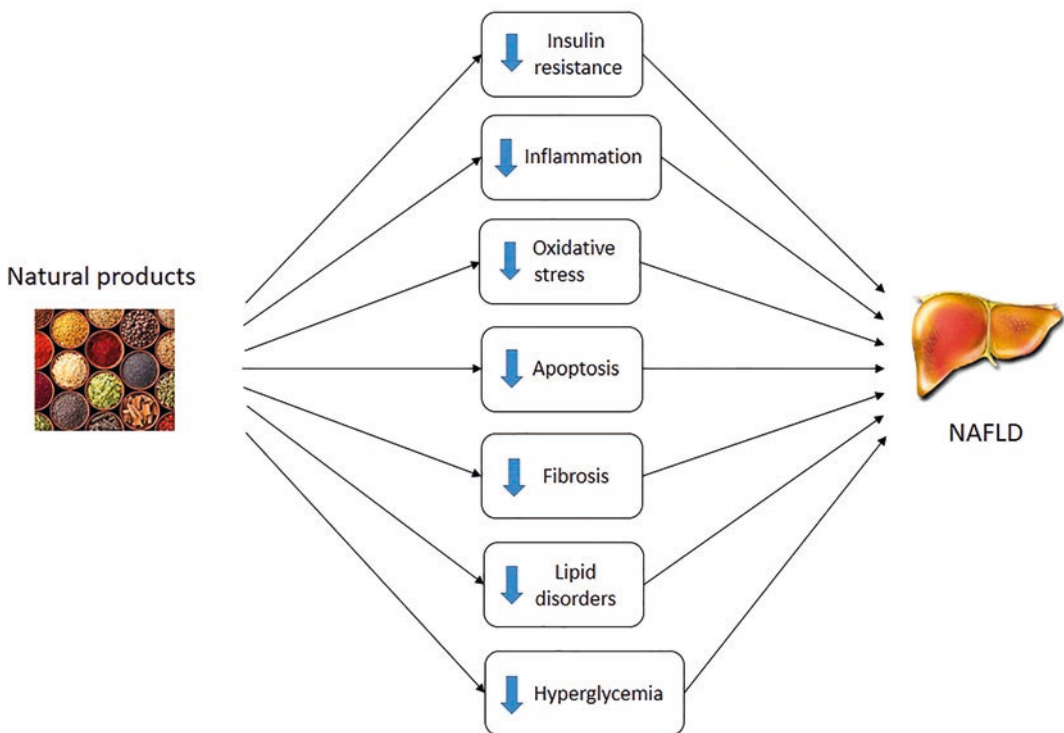 Natural products
Insulin
resistance
Inflammation
Oxidative
stress
Apoptosis
Fibrosis
Lipid
disorders
Hyperglycemia
NAFLD